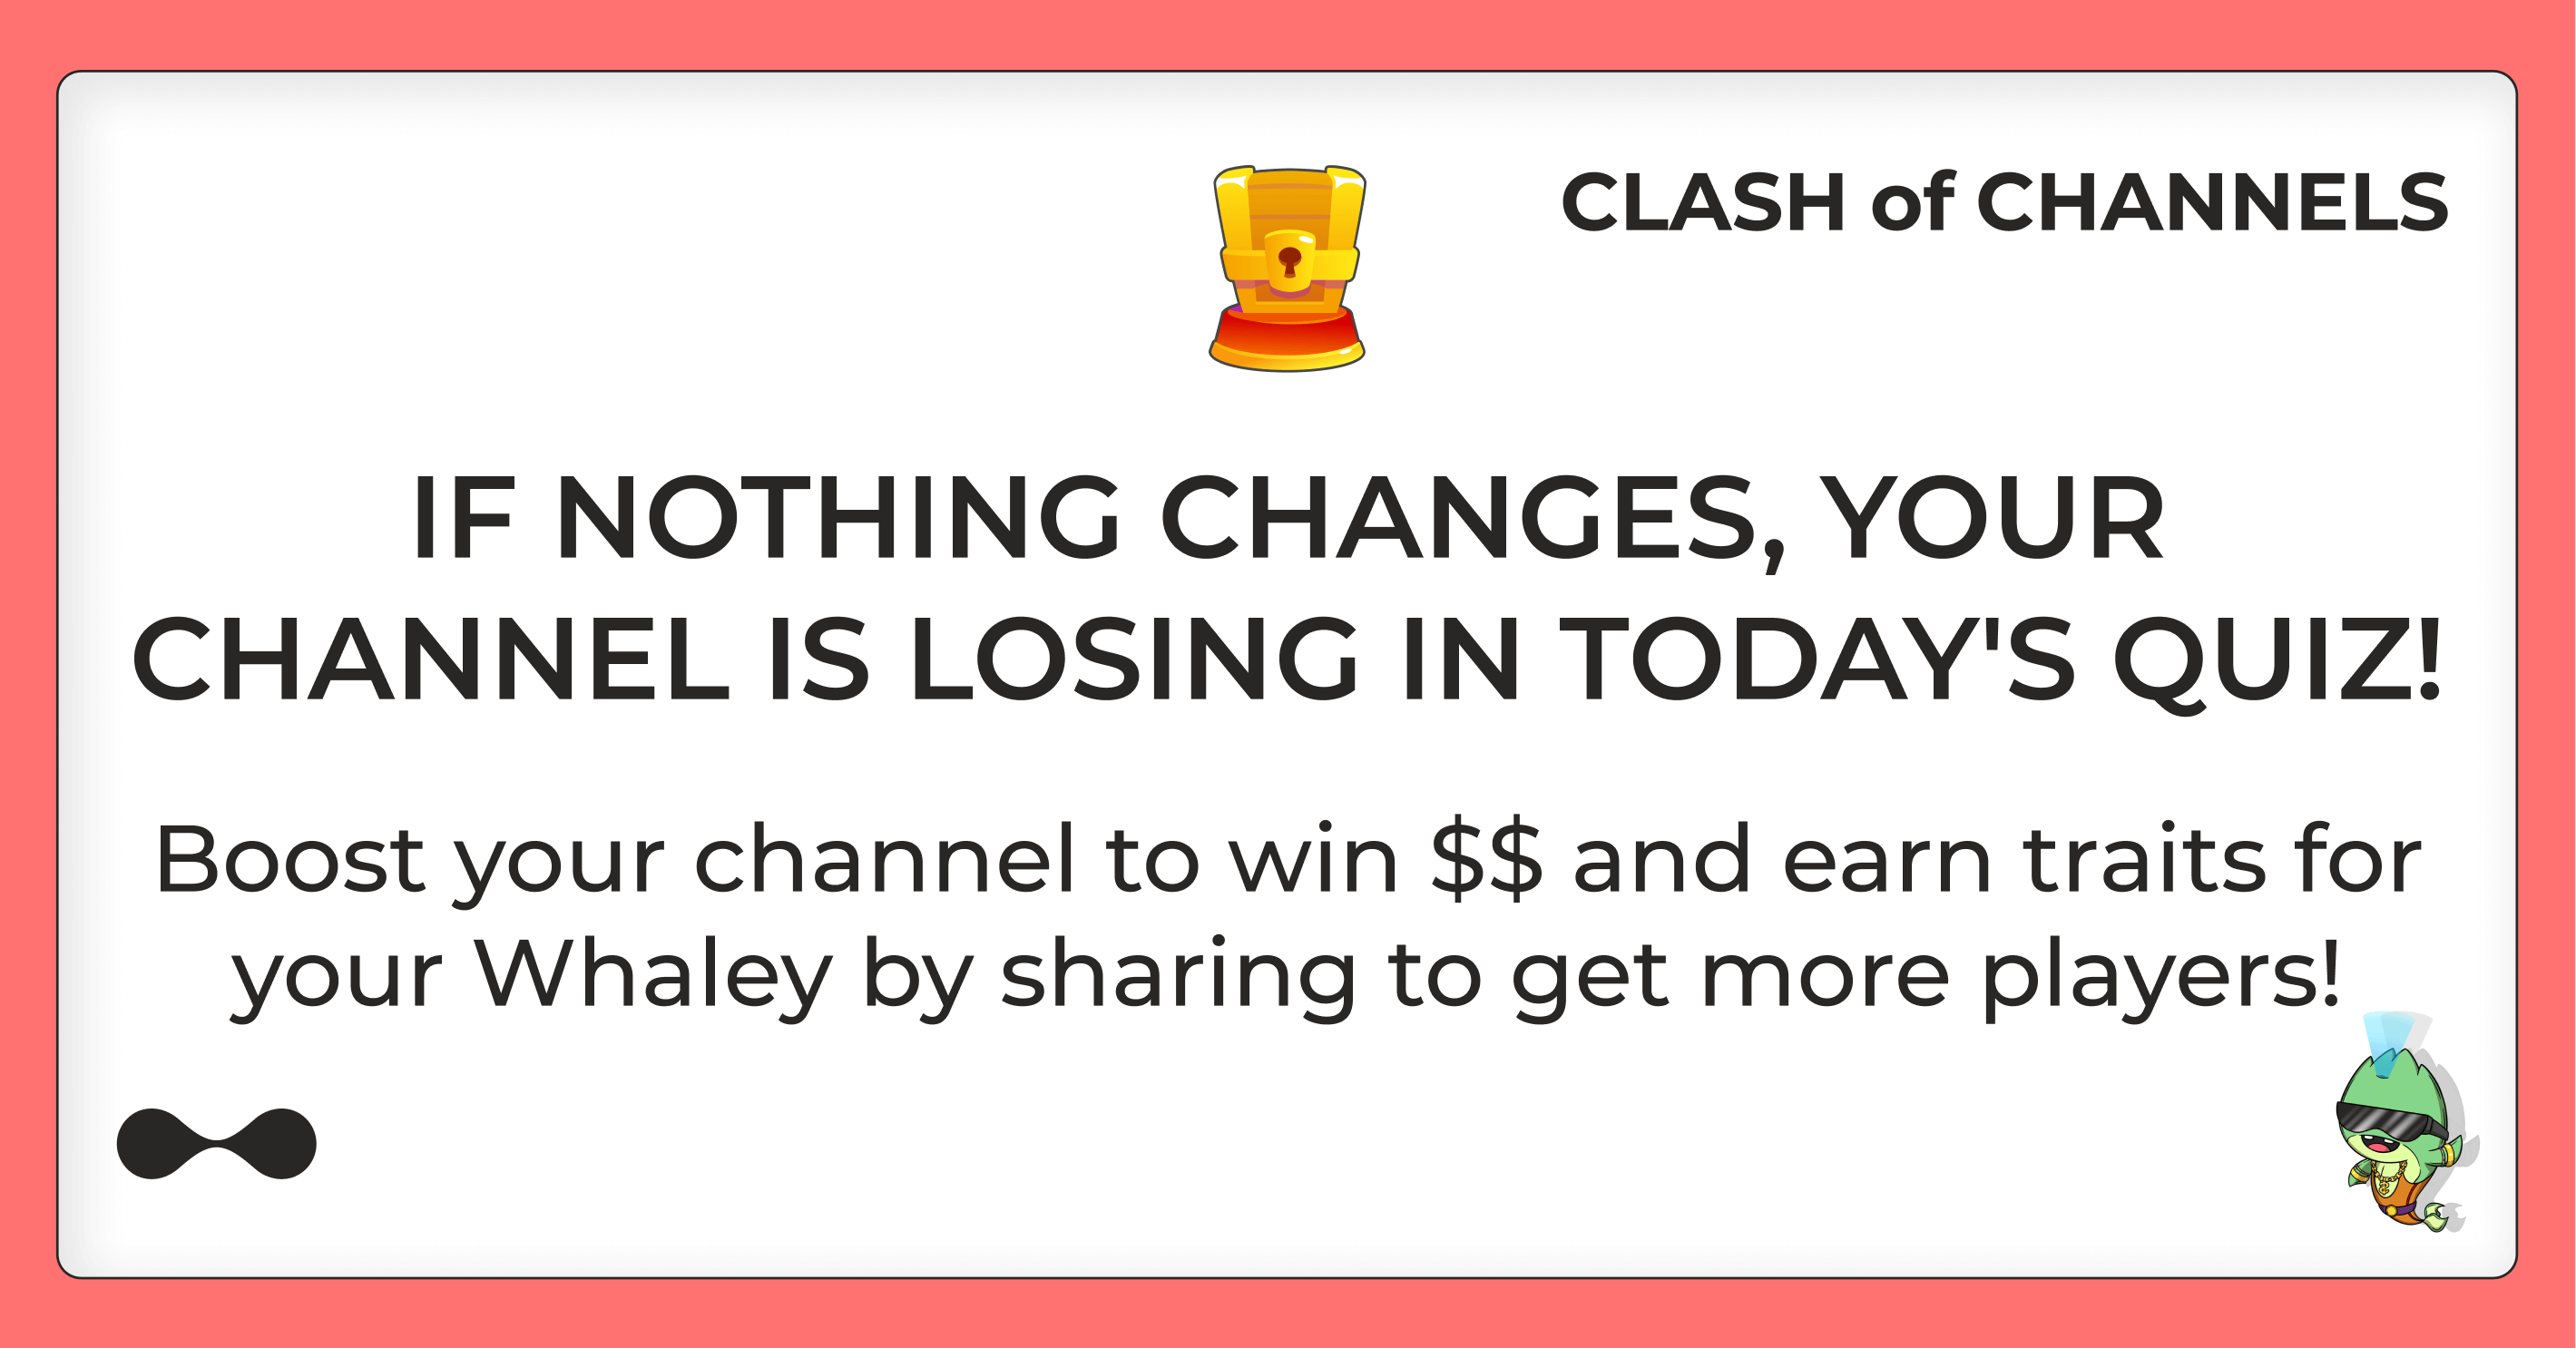 CLASH of CHANNELS
IF NOTHING CHANGES, YOUR
CHANNEL IS LOSING IN TODAY'S QUIZ!
Boost your channel to win $$ and earn traits for
your Whaley by sharing to get more players!